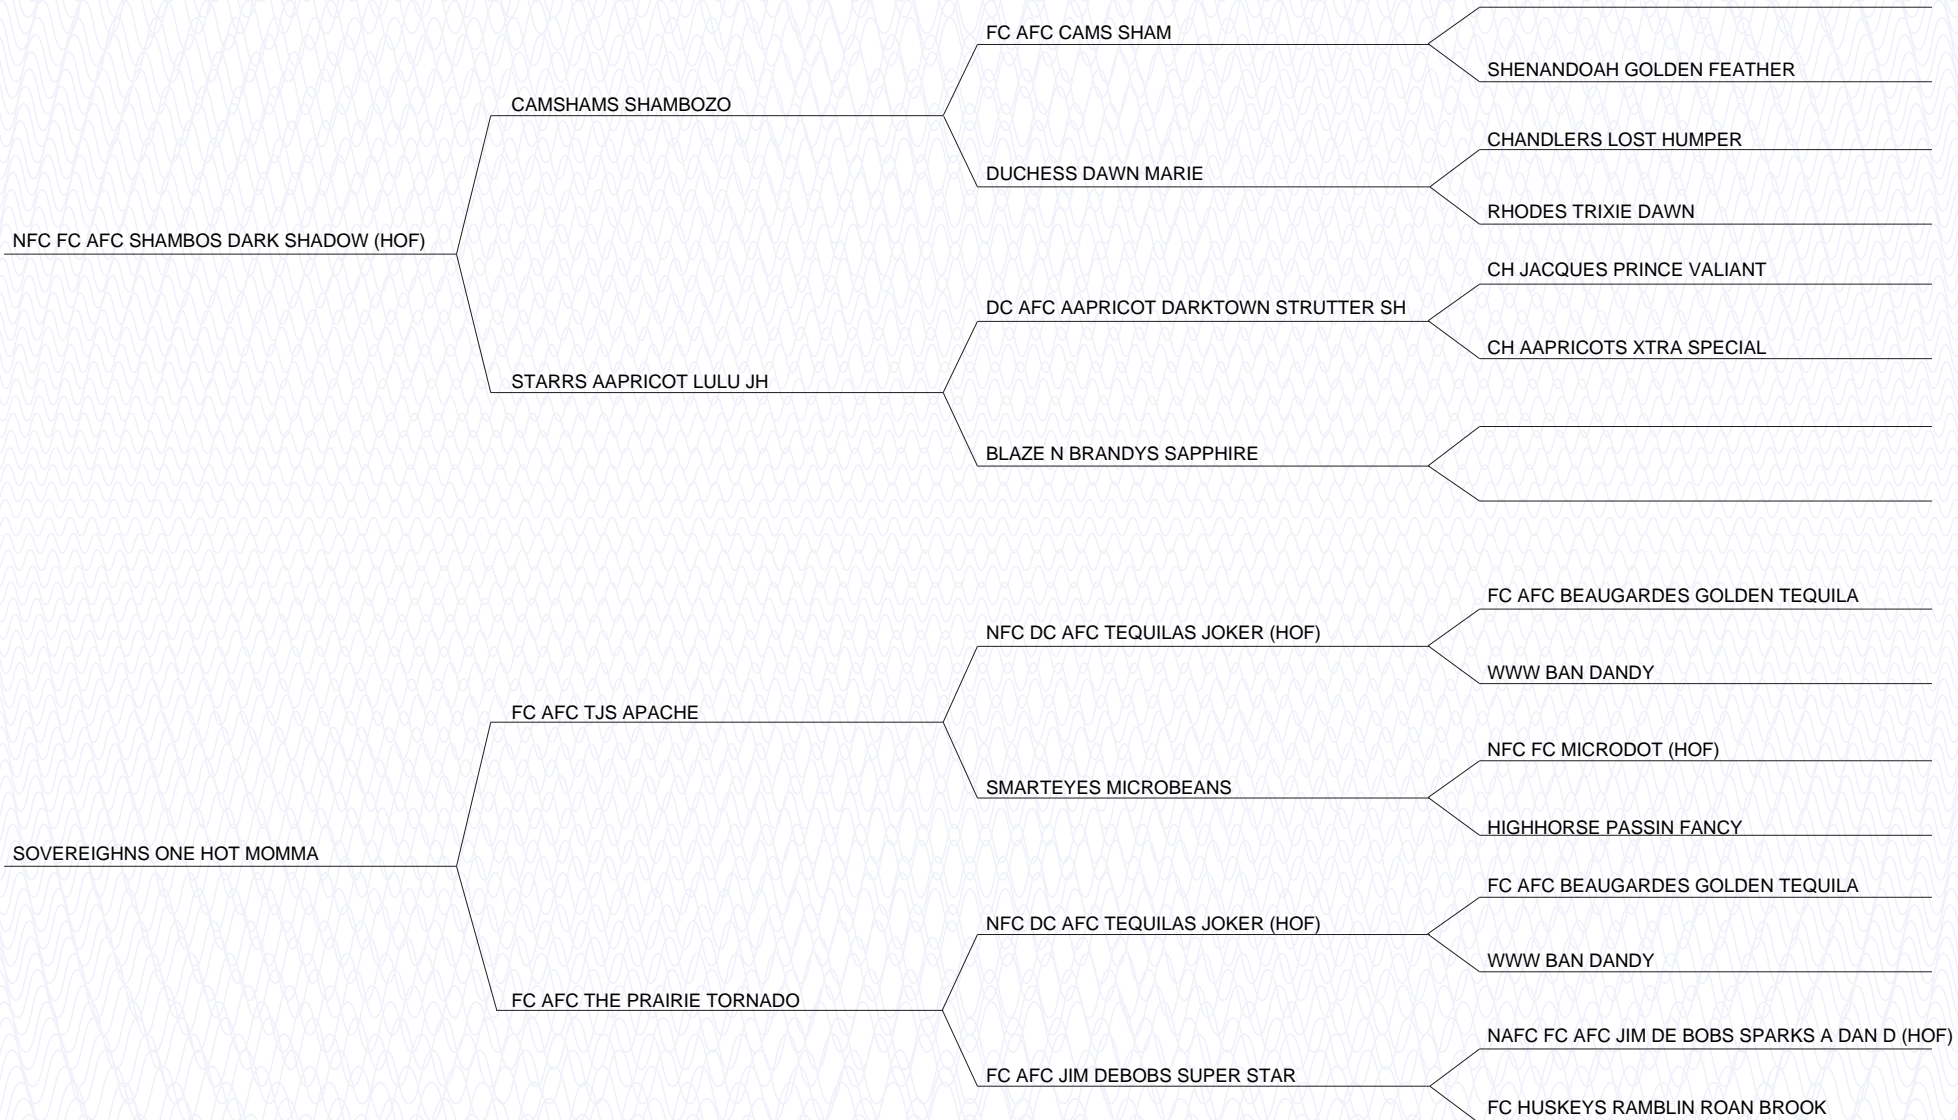 FC AFC CAMS SHAM
SHENANDOAH GOLDEN FEATHER
CAMSHAMS SHAMBOZO
CHANDLERS LOST HUMPER
DUCHESS DAWN MARIE
RHODES TRIXIE DAWN
NFC FC AFC SHAMBOS DARK SHADOW (HOF)
CH JACQUES PRINCE VALIANT
DC AFC AAPRICOT DARKTOWN STRUTTER SH
CH AAPRICOTS XTRA SPECIAL
STARRS AAPRICOT LULU JH
BLAZE N BRANDYS SAPPHIRE
FC AFC BEAUGARDES GOLDEN TEQUILA
NFC DC AFC TEQUILAS JOKER (HOF)
WWW BAN DANDY
FC AFC TJS APACHE
NFC FC MICRODOT (HOF)
SMARTEYES MICROBEANS
HIGHHORSE PASSIN FANCY
SOVEREIGHNS ONE HOT MOMMA
FC AFC BEAUGARDES GOLDEN TEQUILA
NFC DC AFC TEQUILAS JOKER (HOF)
WWW BAN DANDY
FC AFC THE PRAIRIE TORNADO
NAFC FC AFC JIM DE BOBS SPARKS A DAN D (HOF)
FC AFC JIM DEBOBS SUPER STAR
FC HUSKEYS RAMBLIN ROAN BROOK